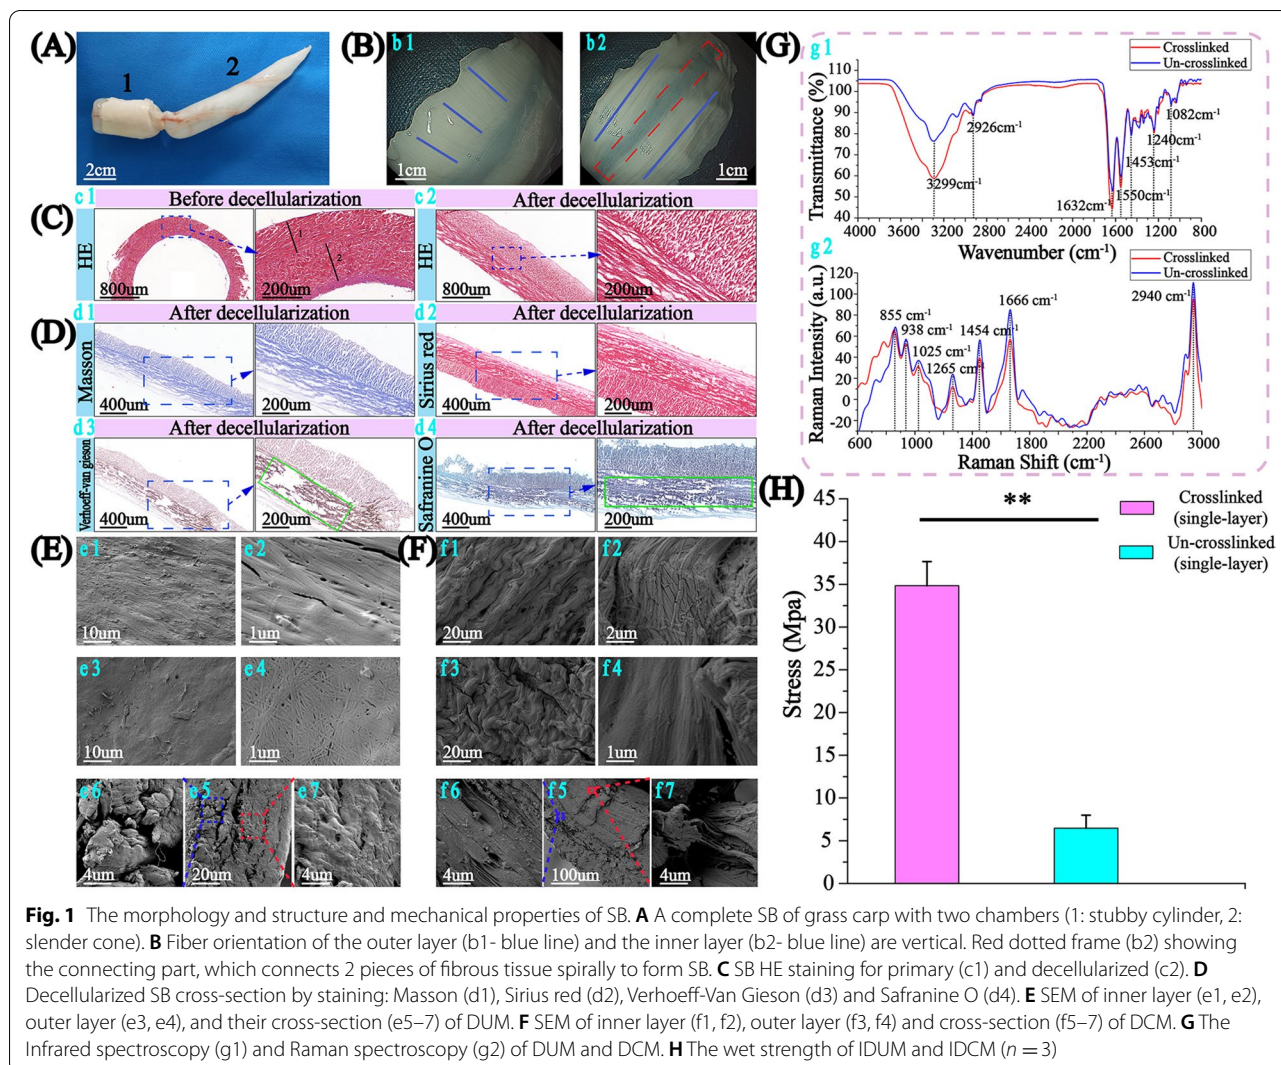 (A)
1
2
2cm
(B)
b1
1cm
b2
1cm
(C)
c1
Before decellularization
HE
800um
1
2
200um
c2
After decellularization
HE
800um
200um
(D)
d1
After decellularization
Masson
400um
200um
d2
After decellularization
Sirius red
400um
200um
d3
After decellularization
Verhoeff-van gieson
400um
200um
d4
After decellularization
Safranine O
400um
200um
(E)
e1
10um
e2
1um
e3
10um
e4
1um
e6
4um
e5
20um
e7
4um
(F)
f1
20um
f2
2um
f3
20um
f4
1um
f6
4um
f5
100um
f7
4um
(G)
g1
Crosslinked
Un-crosslinked
Transmittance (%)
110
100
90
80
70
60
50
40
3299cm-1
2926cm-1
1632cm-1
1550cm-1
1453cm-1
1240cm-1
1082cm-1
4000 3600 3200 2800 2400 2000 1600 1200 800
Wavenumber (cm-1)
g2
Crosslinked
Un-crosslinked
Raman Intensity (a.u.)
120
100
80
60
40
20
0
-20
855 cm-1
938 cm-1
1025 cm-1
1265 cm-1
1454 cm-1
1666 cm-1
2940 cm-1
600 1000 1400 1800 2200 2600 3000
Raman Shift (cm-1)
(H)
Stress (Mpa)
45
40
35
30
25
20
15
10
5
0
**
Crosslinked
(single-layer)
Un-crosslinked
(single-layer)
Fig. 1 The morphology and structure and mechanical properties of SB. A A complete SB of grass carp with two chambers (1: stubby cylinder, 2:
slender cone). B Fiber orientation of the outer layer (b1- blue line) and the inner layer (b2- blue line) are vertical. Red dotted frame (b2) showing
the connecting part, which connects 2 pieces of fibrous tissue spirally to form SB. C SB HE staining for primary (c1) and decellularized (c2). D
Decellularized SB cross-section by staining: Masson (d1), Sirius red (d2), Verhoeff-Van Gieson (d3) and Safranine O (d4). E SEM of inner layer (e1, e2),
outer layer (e3, e4), and their cross-section (e5–7) of DUM. F SEM of inner layer (f1, f2), outer layer (f3, f4) and cross-section (f5–7) of DCM. G The
Infrared spectroscopy (g1) and Raman spectroscopy (g2) of DUM and DCM. H The wet strength of IDUM and IDCM (n = 3)